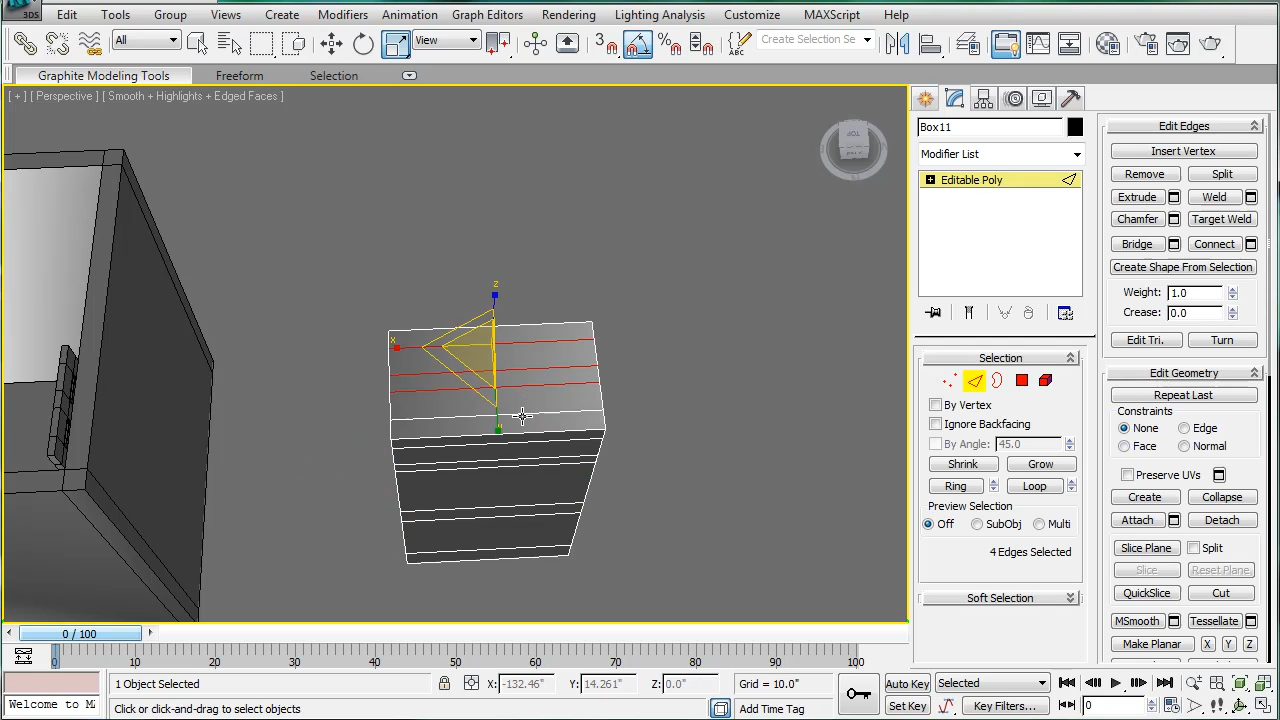 3DS Edit Tools Group Views Create Modifiers Animation Graph Editors Rendering Lighting Analysis Customize MAXScript Help
All View 3 % ABC Create Selection Se
Graphite Modeling Tools Freeform Selection
[ + ] [ Perspective ] [ Smooth + Highlights + Edged Faces ]
TOP
z
x
Box11
Modifier List
Editable Poly
Selection
By Vertex
Ignore Backfacing
By Angle: 45.0
Shrink Grow
Ring Loop
Preview Selection
Off SubObj Multi
4 Edges Selected
Soft Selection
Edit Edges
Insert Vertex
Remove Split
Extrude Weld
Chamfer Target Weld
Bridge Connect
Create Shape From Selection
Weight: 1.0
Crease: 0.0
Edit Tri. Turn
Edit Geometry
Repeat Last
Constraints
None Edge
Face Normal
Preserve UVs
Create Collapse
Attach Detach
Slice Plane Split
Slice Reset Plane
QuickSlice Cut
MSmooth Tessellate
Make Planar X Y Z
0 / 100
0 10 20 30 40 50 60 70 80 90 100
1 Object Selected X: -132.46" Y: 14.261" Z: 0.0" Grid = 10.0" Auto Key Selected
Welcome to M Click or click-and-drag to select objects Add Time Tag Set Key Key Filters... 0